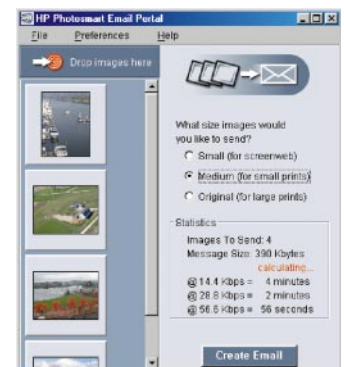 HP Photosmart Email Portal
File Preferences Help
Drop images here
What size images would
you like to send?
Small (for screenweb)
Medium (for small prints)
Original (for large prints)
Statistics
Images To Send: 4
Message Size: 390 Kbytes
calculating...
@ 14.4 Kbps = 4 minutes
@ 28.8 Kbps = 2 minutes
@ 56.6 Kbps = 56 seconds
Create Email